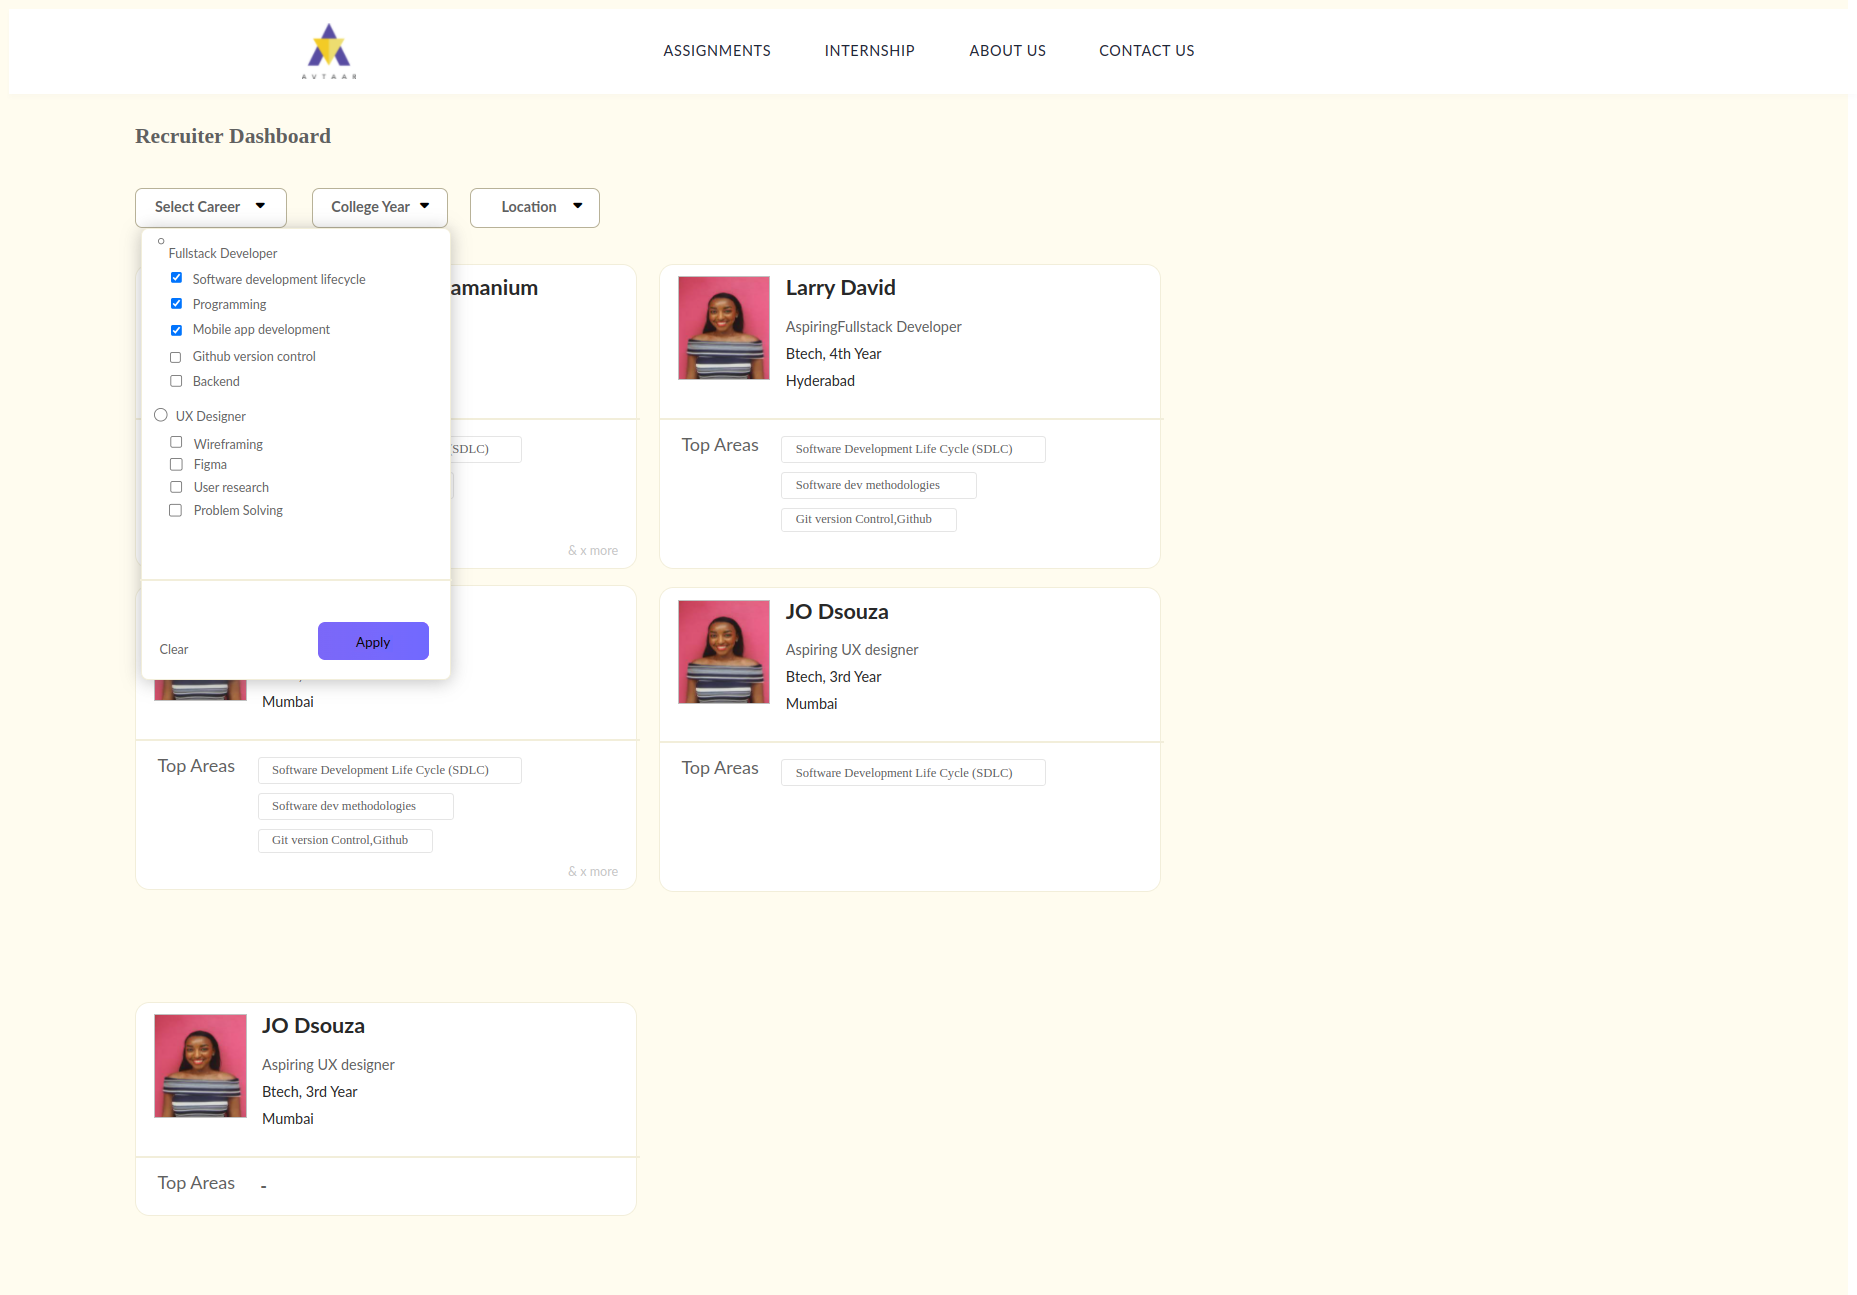 AVTAAR
ASSIGNMENTS INTERNSHIP ABOUT US CONTACT US
Recruiter Dashboard
Select Career College Year Location
Fullstack Developer
Software development lifecycle
Programming
Mobile app development
Github version control
Backend
UX Designer
Wireframing
Figma
User research
Problem Solving
Clear
Apply
amanium
(SDLC)
& x more
Larry David
AspiringFullstack Developer
Btech, 4th Year
Hyderabad
Top Areas
Software Development Life Cycle (SDLC)
Software dev methodologies
Git version Control,Github
Mumbai
Top Areas
Software Development Life Cycle (SDLC)
Software dev methodologies
Git version Control,Github
& x more
JO Dsouza
Aspiring UX designer
Btech, 3rd Year
Mumbai
Top Areas
Software Development Life Cycle (SDLC)
JO Dsouza
Aspiring UX designer
Btech, 3rd Year
Mumbai
Top Areas
-